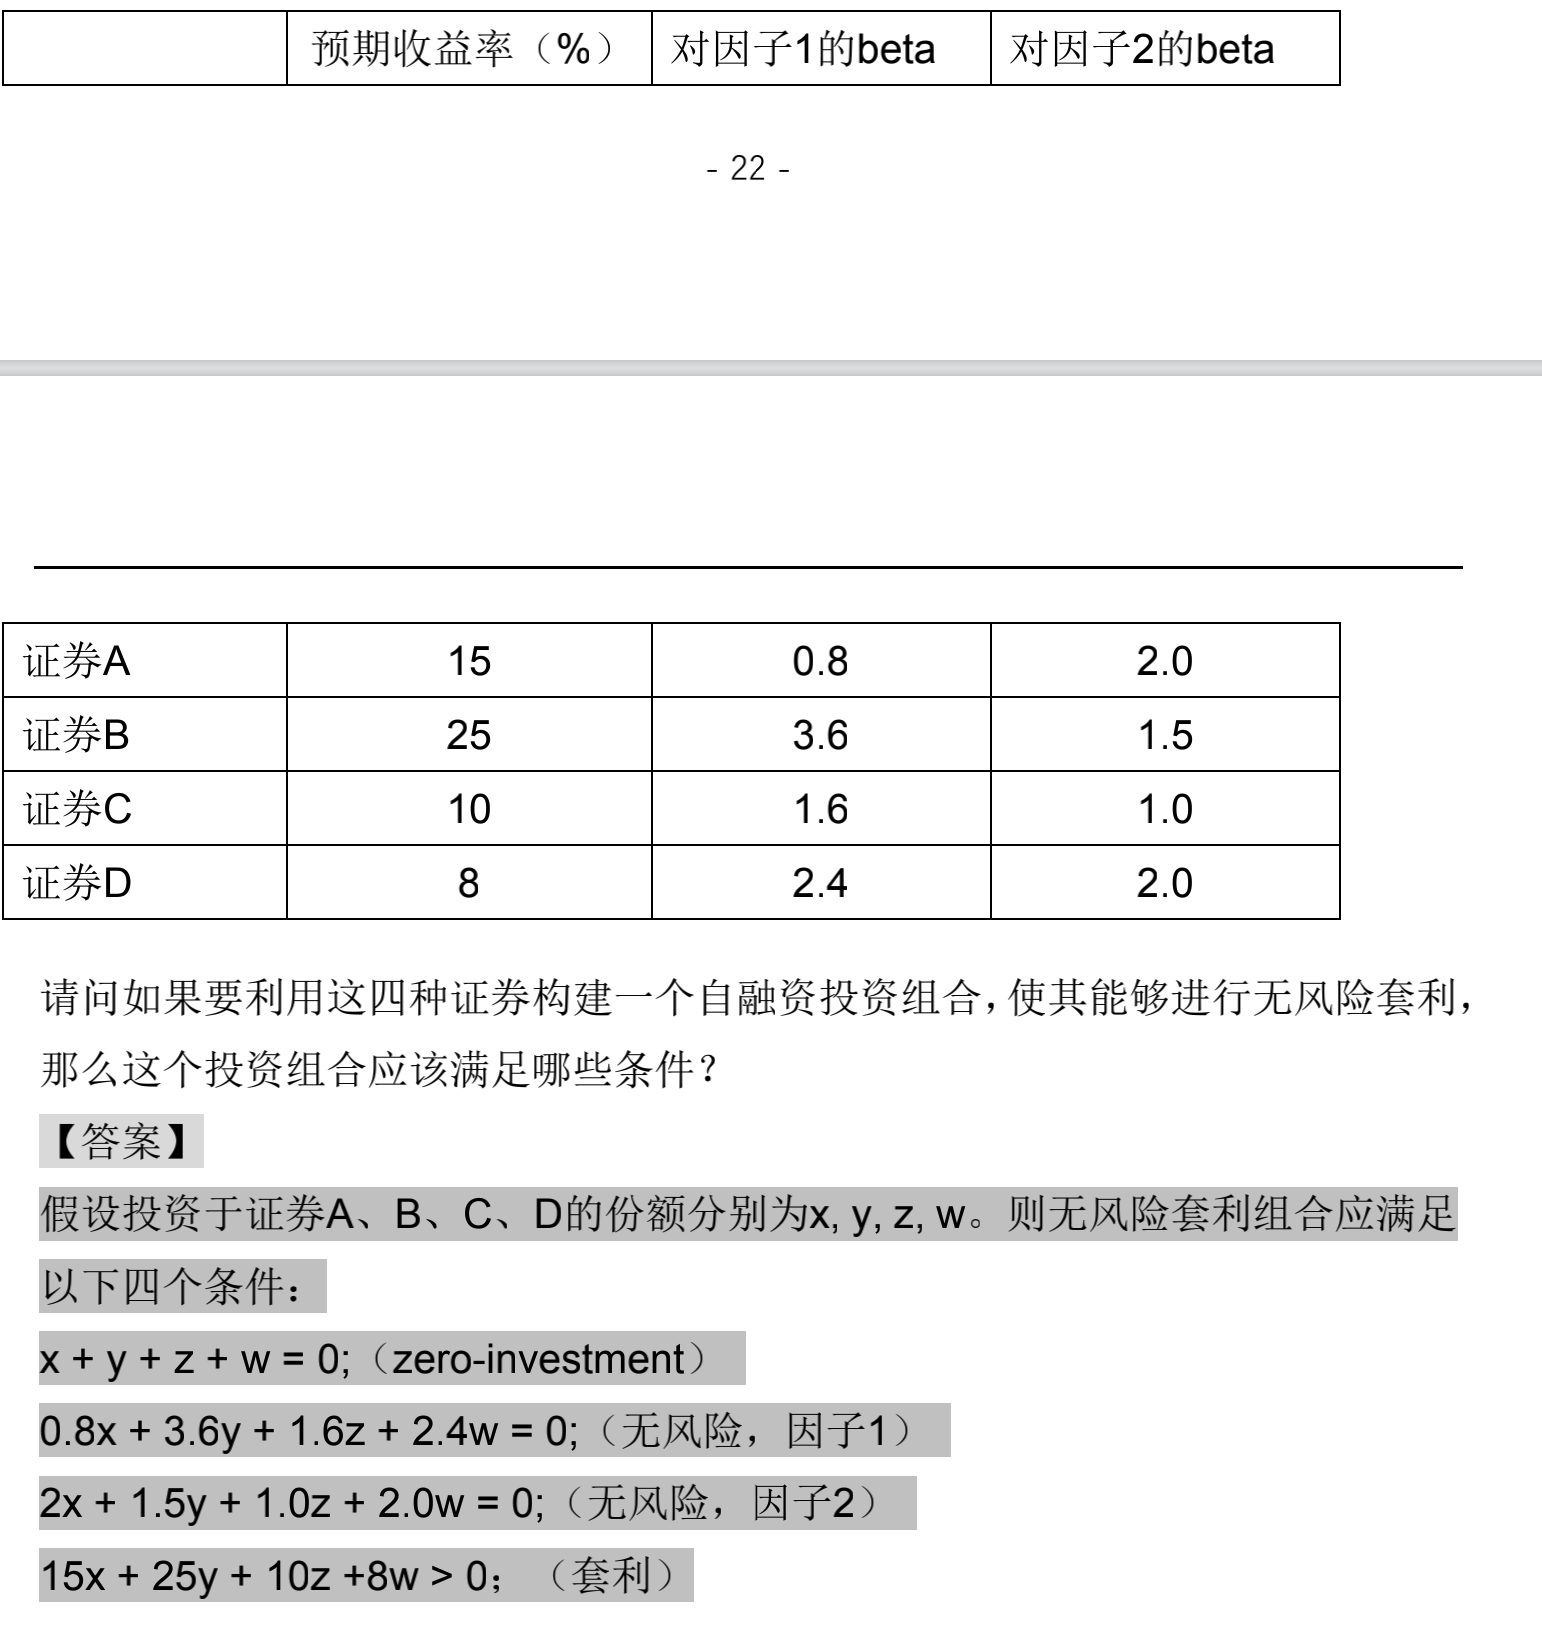 预期收益率（%） 对因子1的beta 对因子2的beta
- 22 -
证券A 15 0.8 2.0
证券B 25 3.6 1.5
证券C 10 1.6 1.0
证券D 8 2.4 2.0
请问如果要利用这四种证券构建一个自融资投资组合，使其能够进行无风险套利，
那么这个投资组合应该满足哪些条件？
【答案】
假设投资于证券A、B、C、D的份额分别为x, y, z, w。则无风险套利组合应满足
以下四个条件：
x + y + z + w = 0;（zero-investment）
0.8x + 3.6y + 1.6z + 2.4w = 0;（无风险，因子1）
2x + 1.5y + 1.0z + 2.0w = 0;（无风险，因子2）
15x + 25y + 10z +8w > 0；（套利）